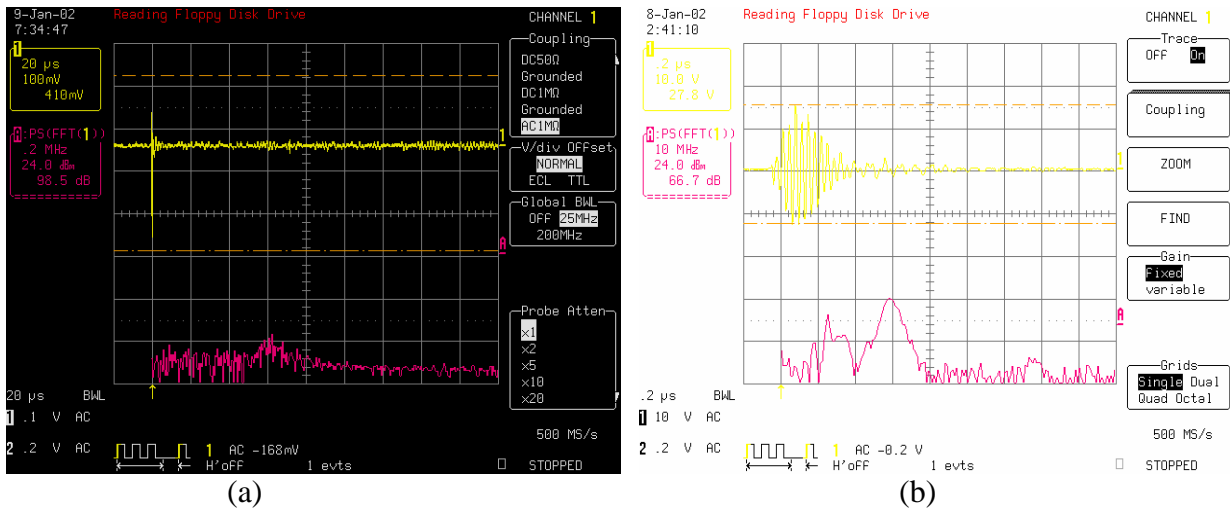 9-Jan-02
7:34:47
Reading Floppy Disk Drive
CHANNEL 1
1
20 µs
100mV
410mV
A:PS(FFT(1))
.2 MHz
24.0 dBm
98.5 dB
Coupling
DC50Ω
Grounded
DC1MΩ
Grounded
AC1MΩ
V/div Offset
NORMAL
ECL TTL
Global BWL
OFF 25MHz
200MHz
Probe Atten
x1
x2
x5
x10
x20
1
A
20 µs BWL
1 .1 V AC
2 .2 V AC
1 AC -168mV
H'off 1 evts
500 MS/s
STOPPED
(a)
8-Jan-02
2:41:10
Reading Floppy Disk Drive
CHANNEL 1
1
.2 µs
10.0 V
27.8 V
A:PS(FFT(1))
10 MHz
24.0 dBm
66.7 dB
Trace
OFF On
Coupling
ZOOM
FIND
Gain
Fixed
variable
Grids
Single Dual
Quad Octal
1
A
.2 µs BWL
1 10 V AC
2 .2 V AC
1 AC -0.2 V
H'off 1 evts
500 MS/s
STOPPED
(b)